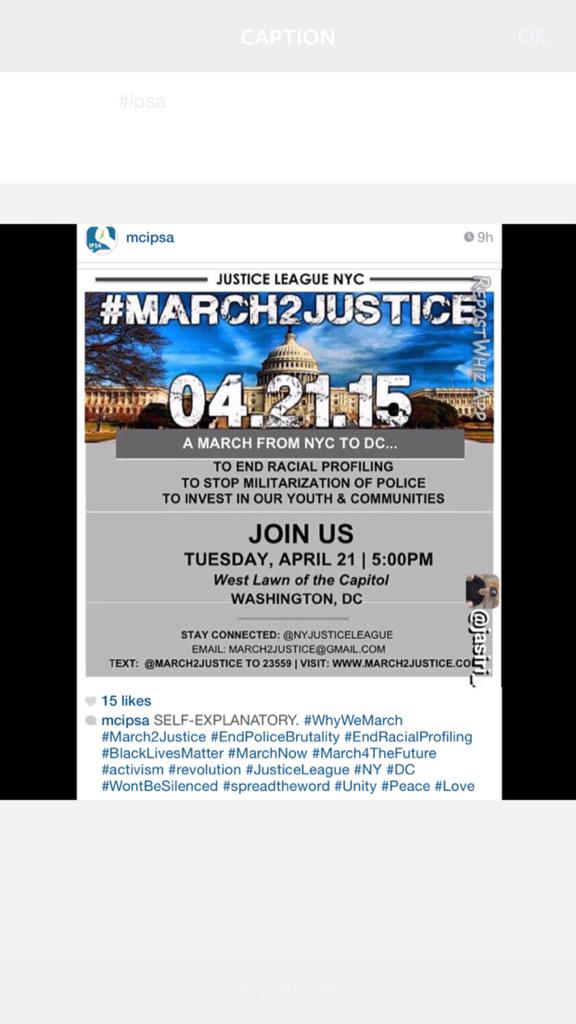 CAPTION
OK
#ipsa
IPSA
mcipsa
9h
JUSTICE LEAGUE NYC
#MARCH2JUSTICE
04.21.15
A MARCH FROM NYC TO DC...
TO END RACIAL PROFILING
TO STOP MILITARIZATION OF POLICE
TO INVEST IN OUR YOUTH & COMMUNITIES
JOIN US
TUESDAY, APRIL 21 | 5:00PM
West Lawn of the Capitol
WASHINGTON, DC
STAY CONNECTED: @NYJUSTICELEAGUE
EMAIL: MARCH2JUSTICE@GMAIL.COM
TEXT: @MARCH2JUSTICE TO 23559 | VISIT: WWW.MARCH2JUSTICE.CO
REPOSTWHIZ APP
@jasiri_
15 likes
mcipsa SELF-EXPLANATORY. #WhyWeMarch
#March2Justice #EndPoliceBrutality #EndRacialProfiling
#BlackLivesMatter #MarchNow #March4TheFuture
#activism #revolution #JusticeLeague #NY #DC
#WontBeSilenced #spreadtheword #Unity #Peace #Love
SHARE →